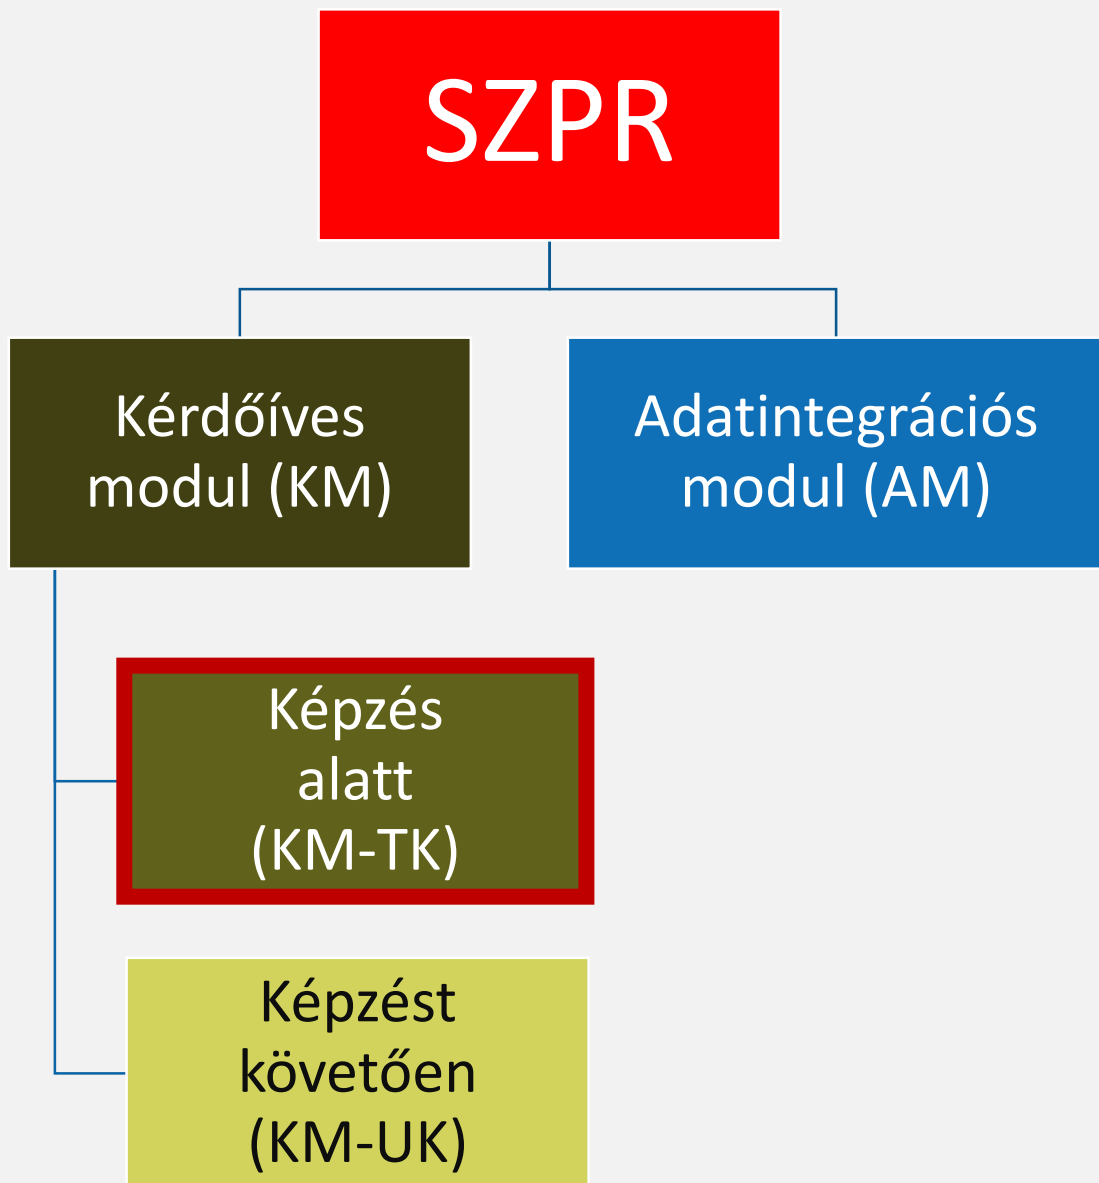 SZPR
Kérdőíves
modul (KM)
Adatintegrációs
modul (AM)
Képzés
alatt
(KM-TK)
Képzést
követően
(KM-UK)